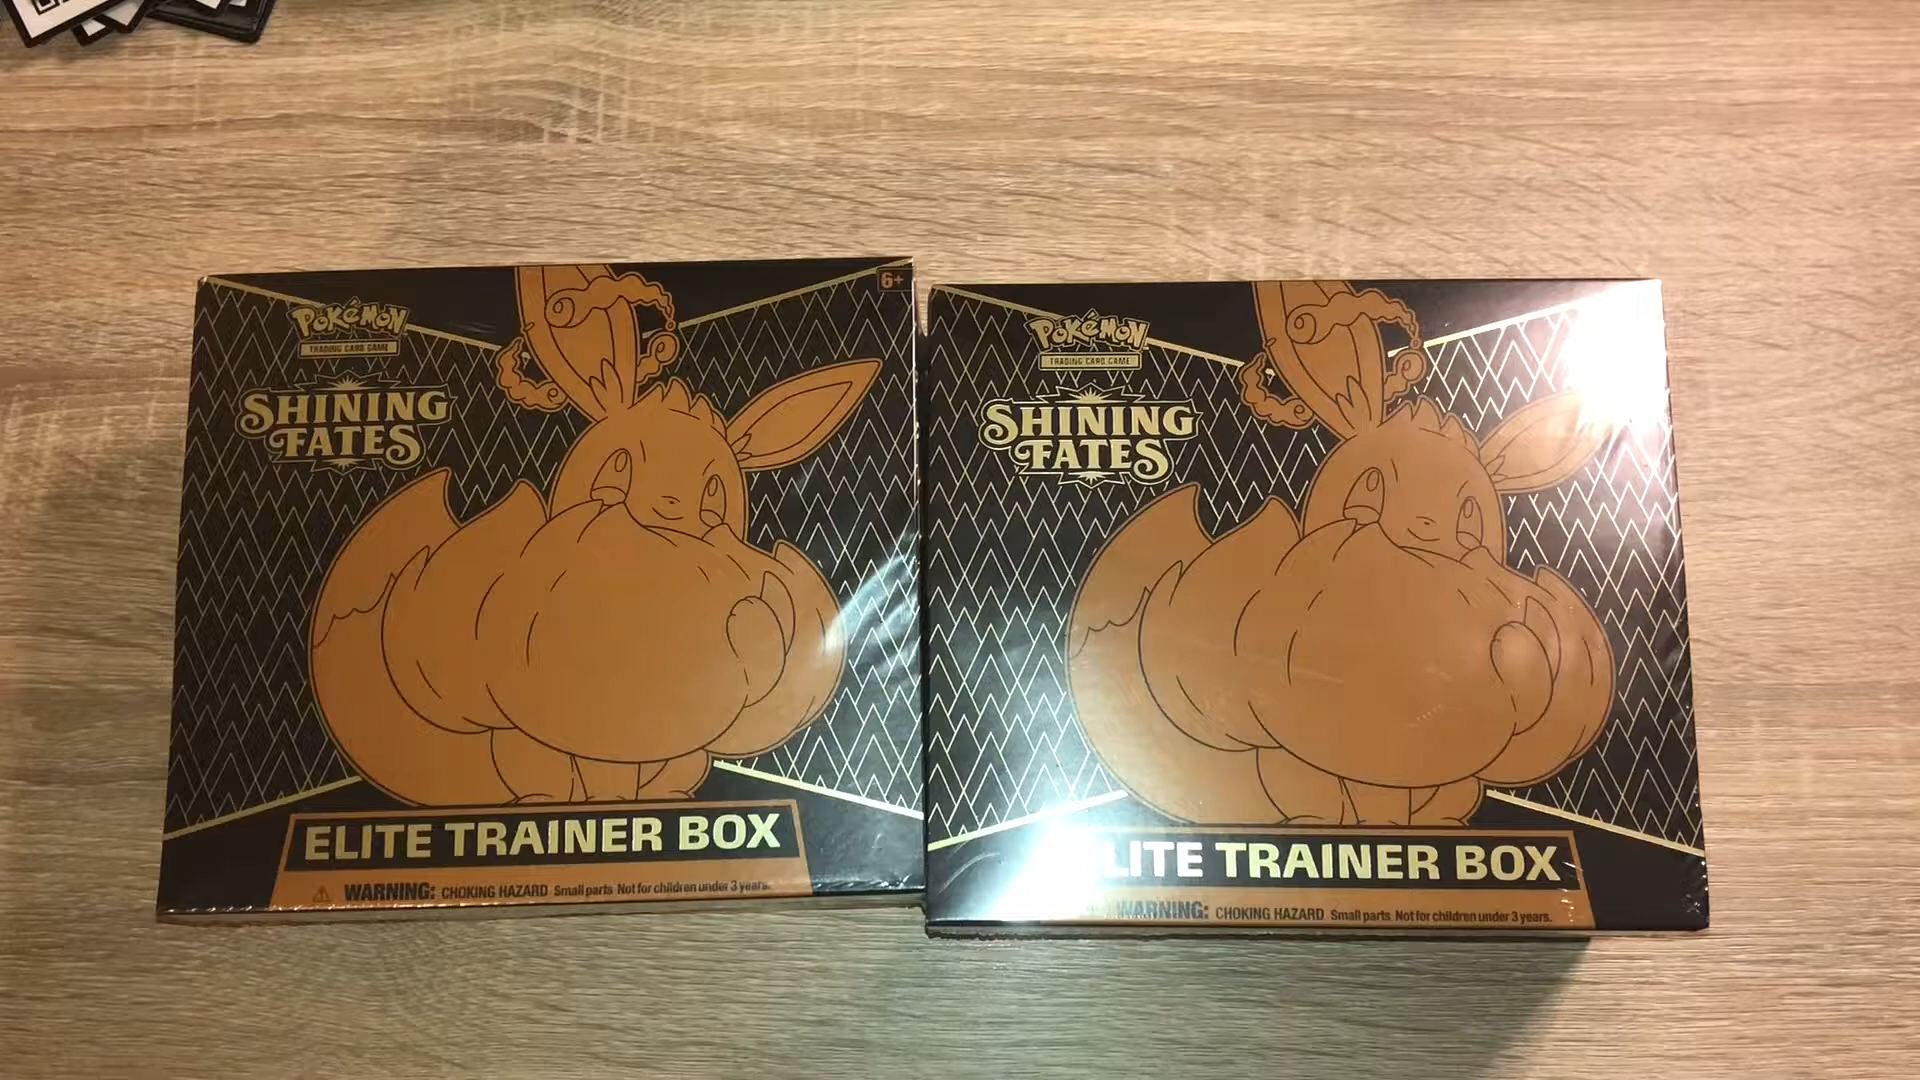 6+
POKéMON
TRADING CARD GAME
SHINING
FATES
ELITE TRAINER BOX
WARNING: CHOKING HAZARD Small parts Not for children under 3 years.
POKéMON
TRADING CARD GAME
SHINING
FATES
LITE TRAINER BOX
WARNING: CHOKING HAZARD Small parts Not for children under 3 years.